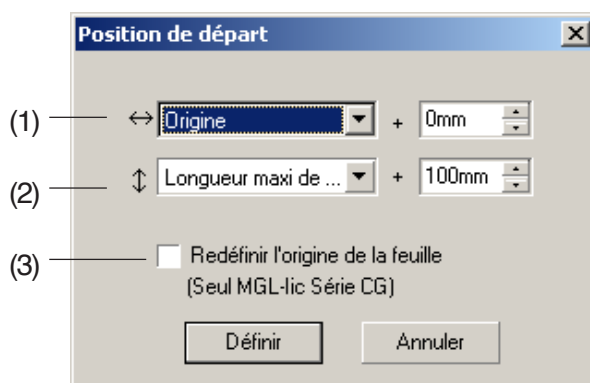 Position de départ
(1) Origine + 0mm
(2) Longueur maxi de ... + 100mm
(3) Redéfinir l'origine de la feuille
(Seul MGL-IIc Série CG)
Définir Annuler